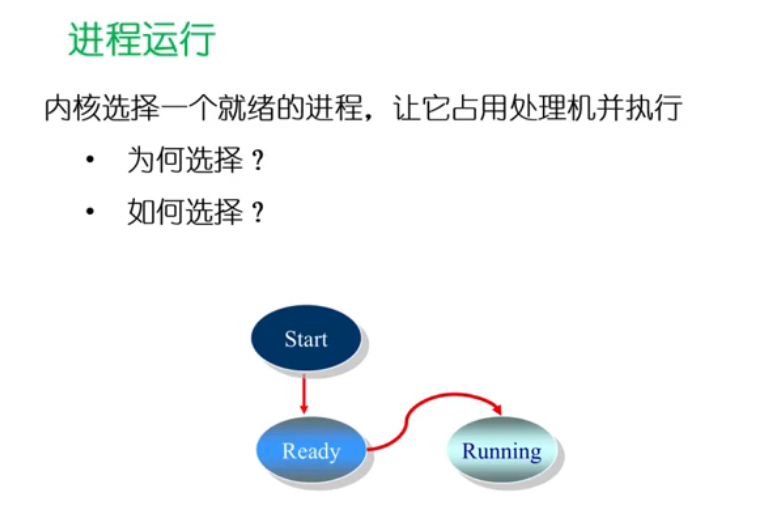 进程运行
内核选择一个就绪的进程，让它占用处理机并执行
• 为何选择？
• 如何选择？
Start
Ready
Running